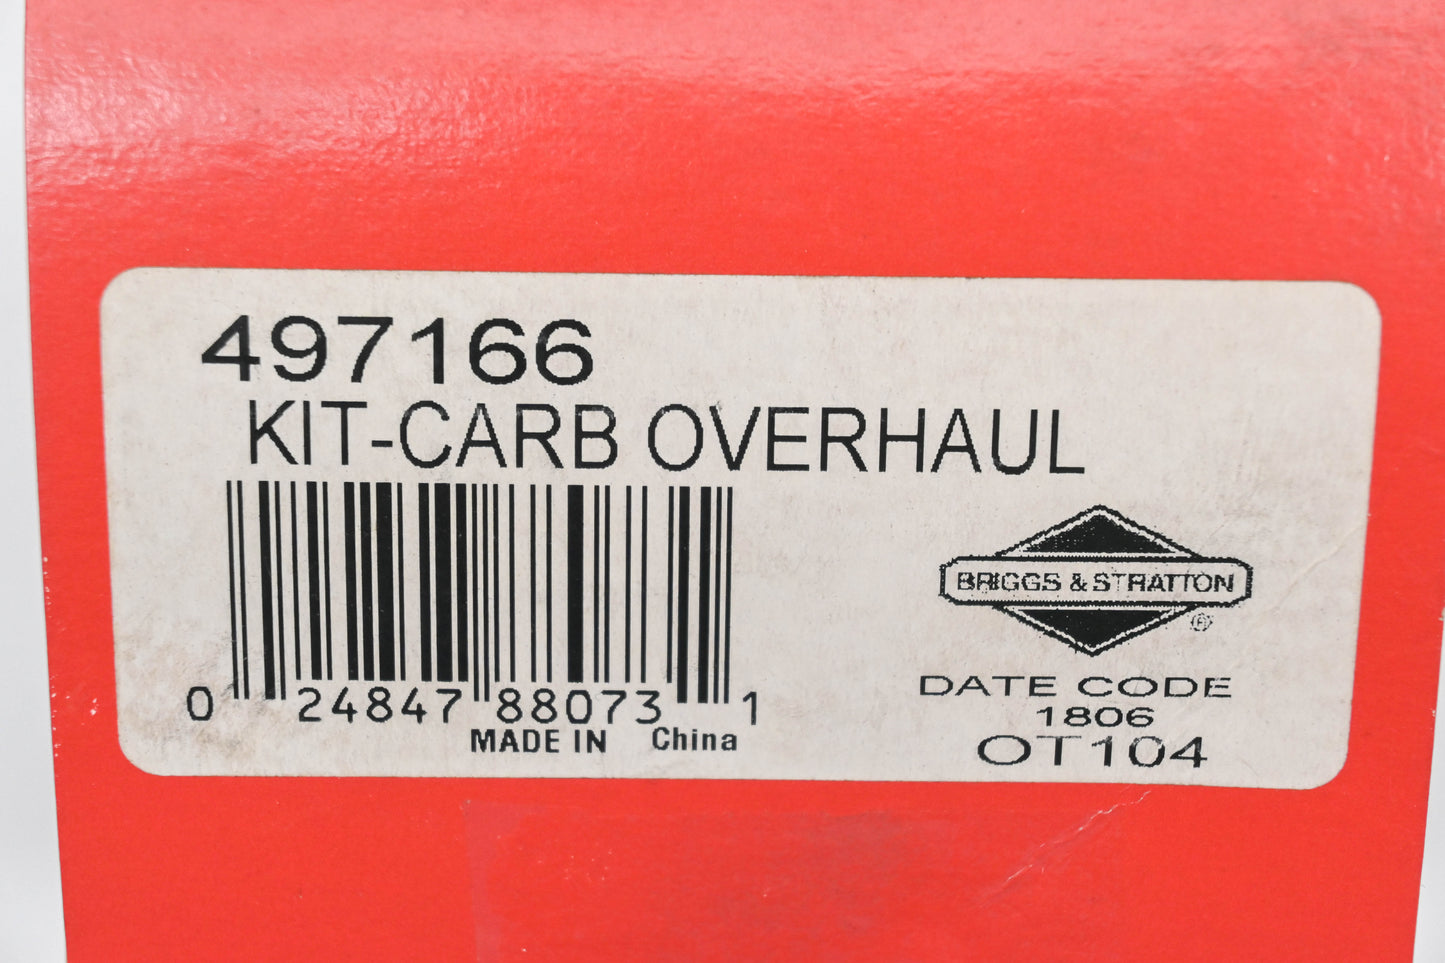 497166
KIT-CARB OVERHAUL
BRIGGS & STRATTON
®
0 24847 88073 1
MADE IN China
DATE CODE
1806
OT104